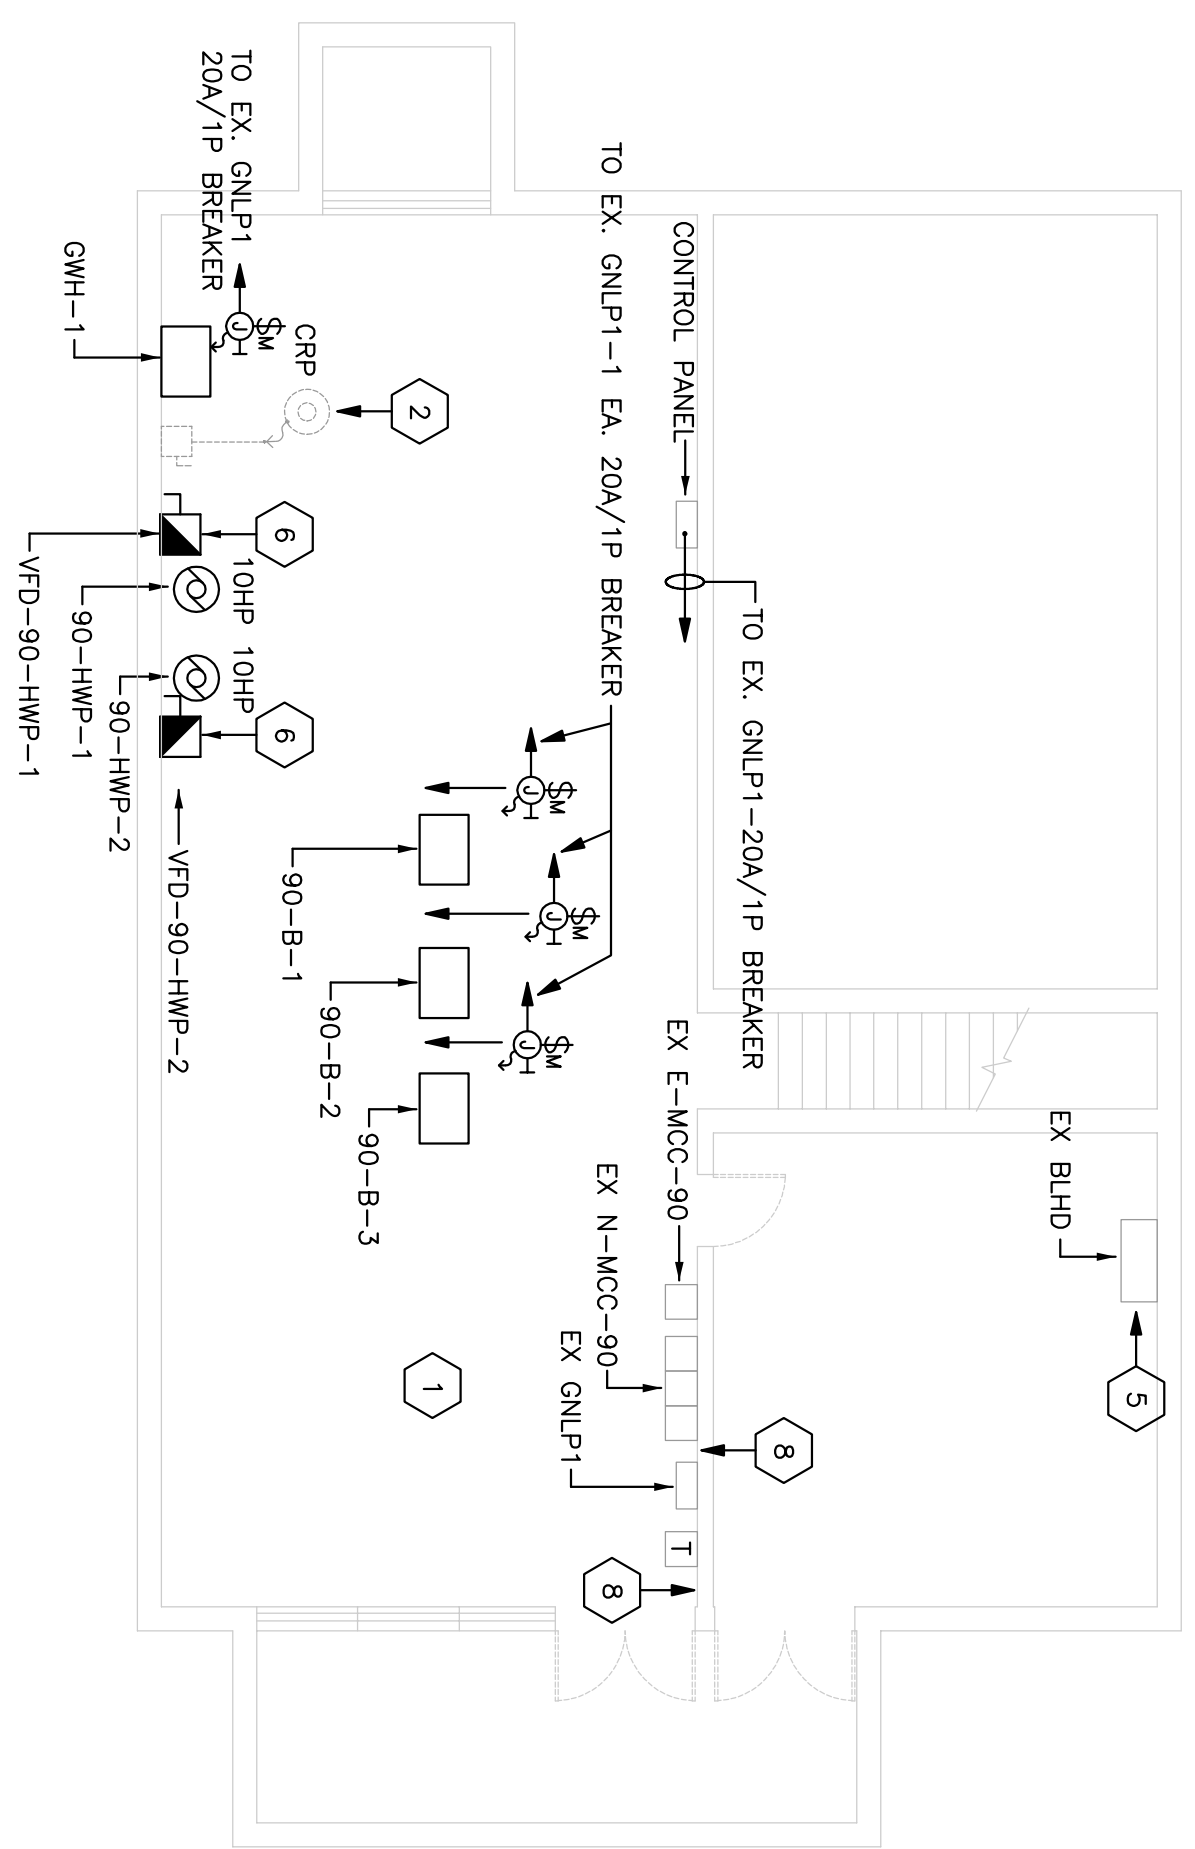 EX BLHD
5
TO EX. GNLP1-20A/1P BREAKER
8
CONTROL PANEL
EX E-MCC-90
T
TO EX. GNLP1-1 EA. 20A/1P BREAKER
EX N-MCC-90
8
EX GNLP1
$M
J
$M
J
$M
J
2
1
90-B-3
90-B-2
90-B-1
CRP
6
6
$M
J
10HP
10HP
TO EX. GNLP1
20A/1P BREAKER
VFD-90-HWP-2
90-HWP-2
90-HWP-1
GWH-1
VFD-90-HWP-1